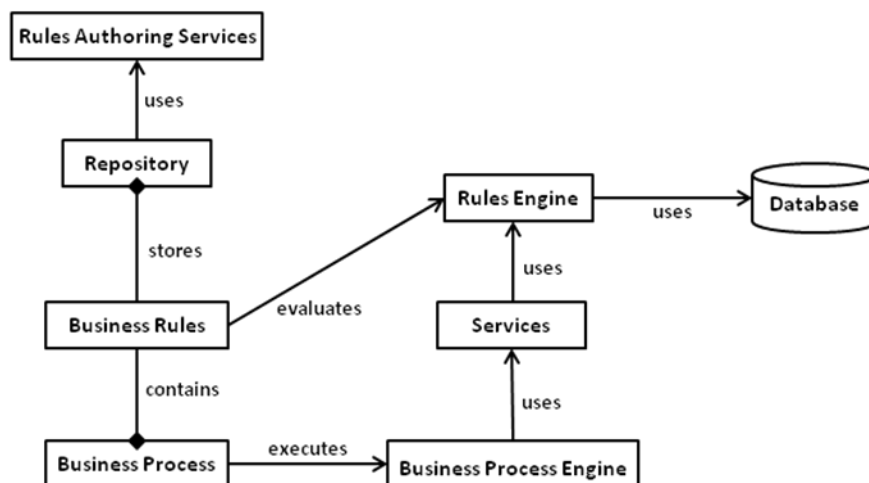 Rules Authoring Services
uses
Repository
Rules Engine
uses
Database
stores
uses
Business Rules
evaluates
Services
contains
uses
executes
Business Process
Business Process Engine